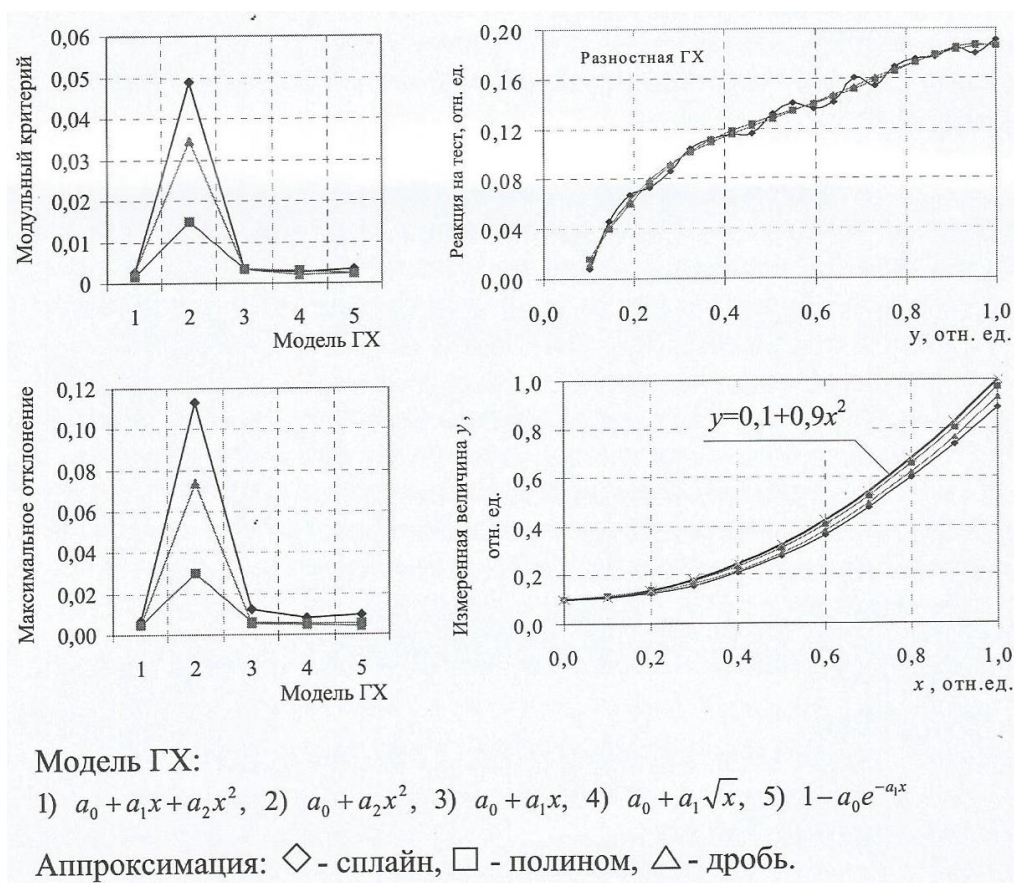 Модульный критерий
0,06
0,05
0,04
0,03
0,02
0,01
0
1 2 3 4 5
Модель ГХ
Реакция на тест, отн. ед.
0,20
0,16
0,12
0,08
0,04
0,00
Разностная ГХ
0,0 0,2 0,4 0,6 0,8 1,0
y, отн. ед.
Максимальное отклонение
0,12
0,10
0,08
0,06
0,04
0,02
0,00
1 2 3 4 5
Модель ГХ
Измеренная величина y,
отн. ед.
1,0
0,8
0,6
0,4
0,2
0,0
y=0,1+0,9x²
0,0 0,2 0,4 0,6 0,8 1,0
x , отн.ед.
Модель ГХ:
1) a₀ + a₁x + a₂x², 2) a₀ + a₂x², 3) a₀ + a₁x, 4) a₀ + a₁√x, 5) 1 − a₀e^{−a₁x}
Аппроксимация: ◇ - сплайн, □ - полином, △ - дробь.